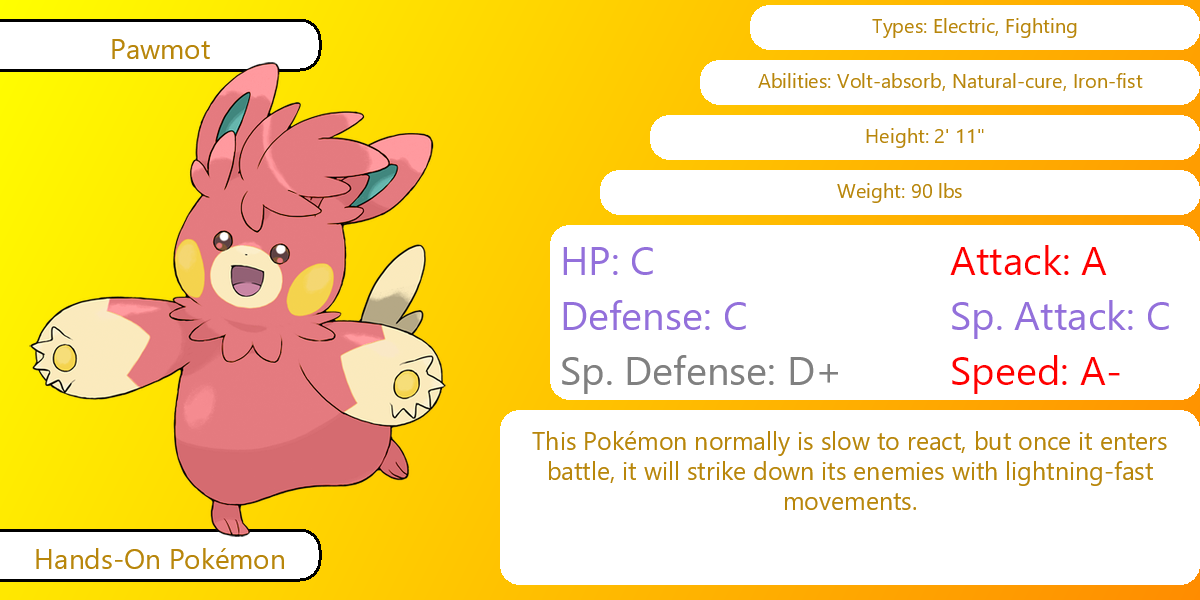 Pawmot
Types: Electric, Fighting
Abilities: Volt-absorb, Natural-cure, Iron-fist
Height: 2' 11"
Weight: 90 lbs
HP: C
Attack: A
Defense: C
Sp. Attack: C
Sp. Defense: D+
Speed: A-
This Pokémon normally is slow to react, but once it enters
battle, it will strike down its enemies with lightning-fast
movements.
Hands-On Pokémon